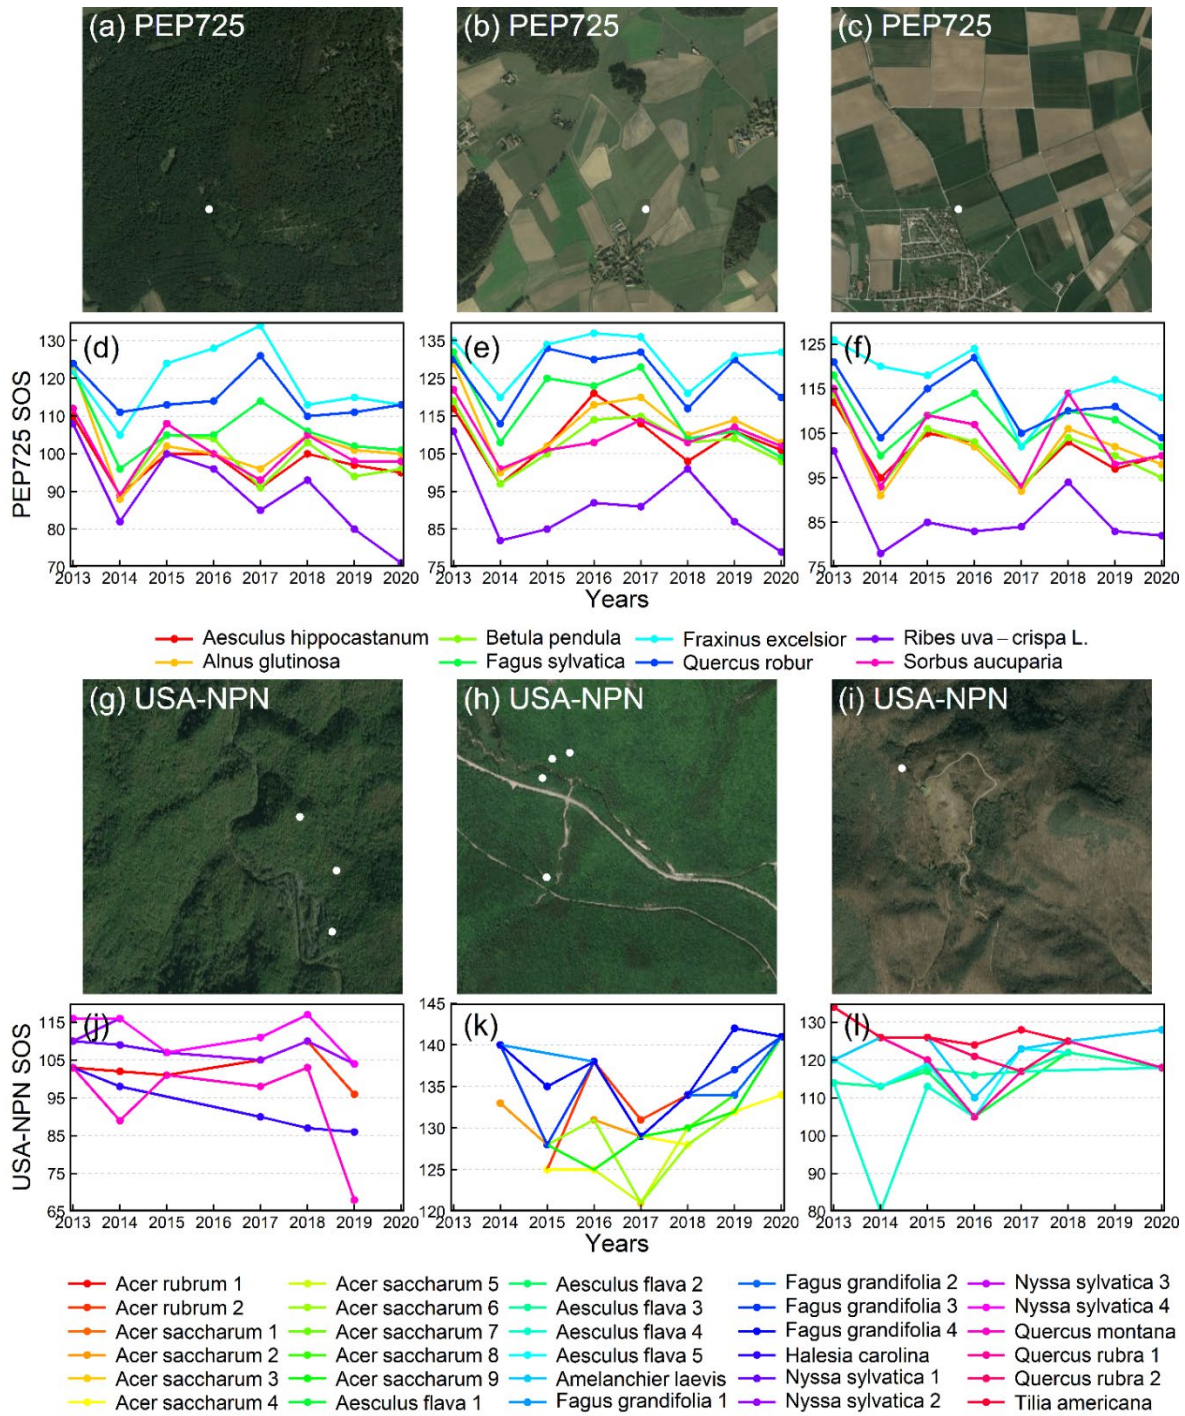 (a) PEP725
(b) PEP725
(c) PEP725
PEP725 SOS
(d)
130
120
110
100
90
80
70
2013 2014 2015 2016 2017 2018 2019 2020
(e)
135
125
115
105
95
85
75
2013 2014 2015 2016 2017 2018 2019 2020
(f)
125
115
105
95
85
75
2013 2014 2015 2016 2017 2018 2019 2020
Years
Aesculus hippocastanum Betula pendula Fraxinus excelsior Ribes uva – crispa L.
Alnus glutinosa Fagus sylvatica Quercus robur Sorbus aucuparia
(g) USA-NPN
(h) USA-NPN
(i) USA-NPN
USA-NPN SOS
(j)
115
105
95
85
75
65
2013 2014 2015 2016 2017 2018 2019 2020
(k)
145
140
135
130
125
120
2013 2014 2015 2016 2017 2018 2019 2020
(l)
130
120
110
100
90
80
2013 2014 2015 2016 2017 2018 2019 2020
Years
Acer rubrum 1 Acer saccharum 5 Aesculus flava 2 Fagus grandifolia 2 Nyssa sylvatica 3
Acer rubrum 2 Acer saccharum 6 Aesculus flava 3 Fagus grandifolia 3 Nyssa sylvatica 4
Acer saccharum 1 Acer saccharum 7 Aesculus flava 4 Fagus grandifolia 4 Quercus montana
Acer saccharum 2 Acer saccharum 8 Aesculus flava 5 Halesia carolina Quercus rubra 1
Acer saccharum 3 Acer saccharum 9 Amelanchier laevis Nyssa sylvatica 1 Quercus rubra 2
Acer saccharum 4 Aesculus flava 1 Fagus grandifolia 1 Nyssa sylvatica 2 Tilia americana